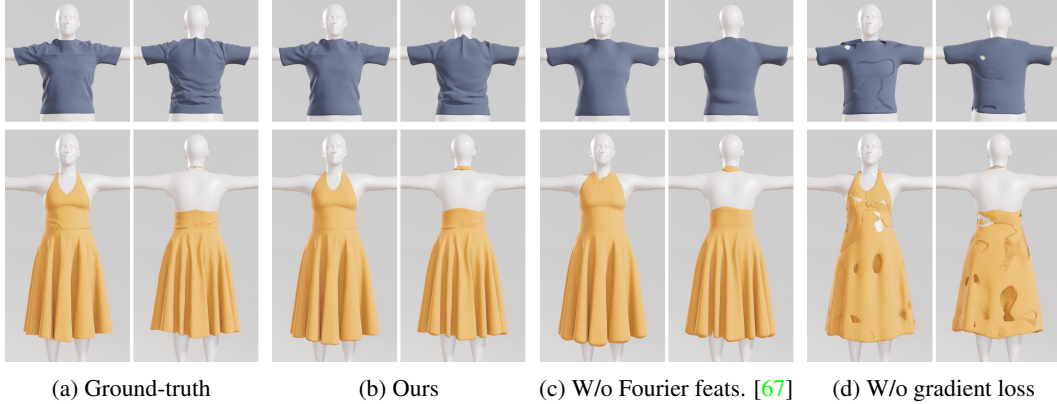 (a) Ground-truth
(b) Ours
(c) W/o Fourier feats. [67]
(d) W/o gradient loss